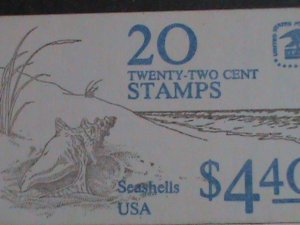 20
TWENTY-TWO CENT
STAMPS
Seashells
USA
$4.40